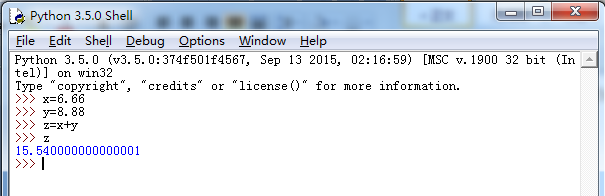 Python 3.5.0 Shell
File Edit Shell Debug Options Window Help
Python 3.5.0 (v3.5.0:374f501f4567, Sep 13 2015, 02:16:59) [MSC v.1900 32 bit (In
tel)] on win32
Type "copyright", "credits" or "license()" for more information.
>>> x=6.66
>>> y=8.88
>>> z=x+y
>>> z
15.540000000000001
>>>